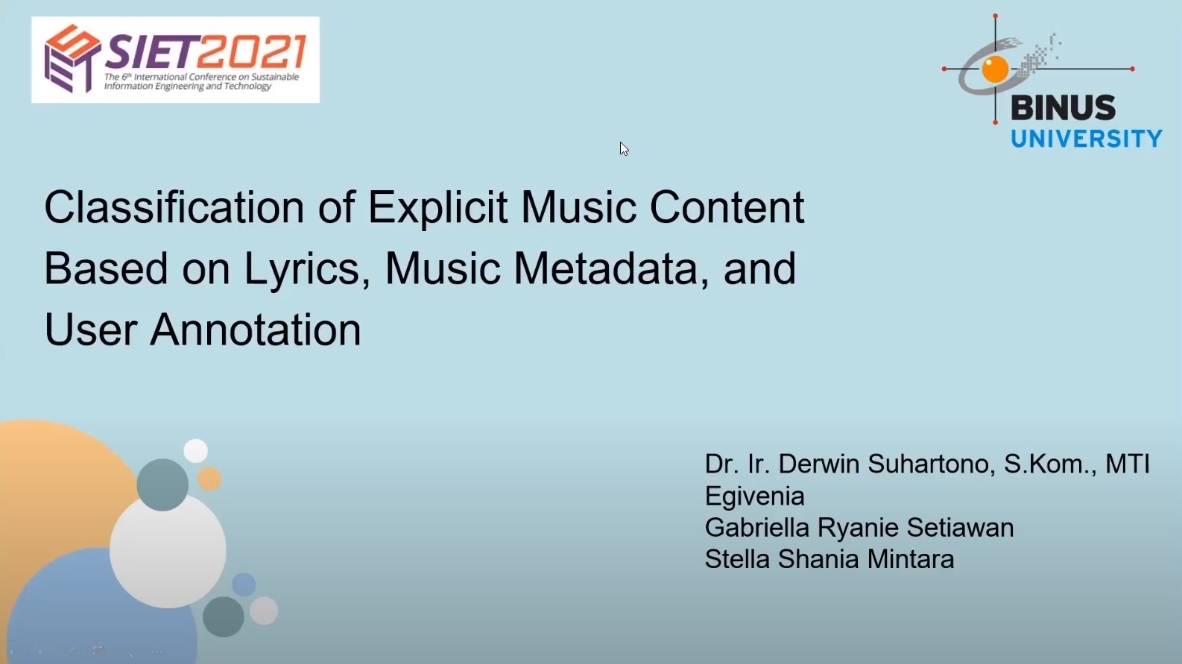 SIET2021
The 6th International Conference on Sustainable
Information Engineering and Technology
BINUS
UNIVERSITY
Classification of Explicit Music Content
Based on Lyrics, Music Metadata, and
User Annotation
Dr. Ir. Derwin Suhartono, S.Kom., MTI
Egivenia
Gabriella Ryanie Setiawan
Stella Shania Mintara